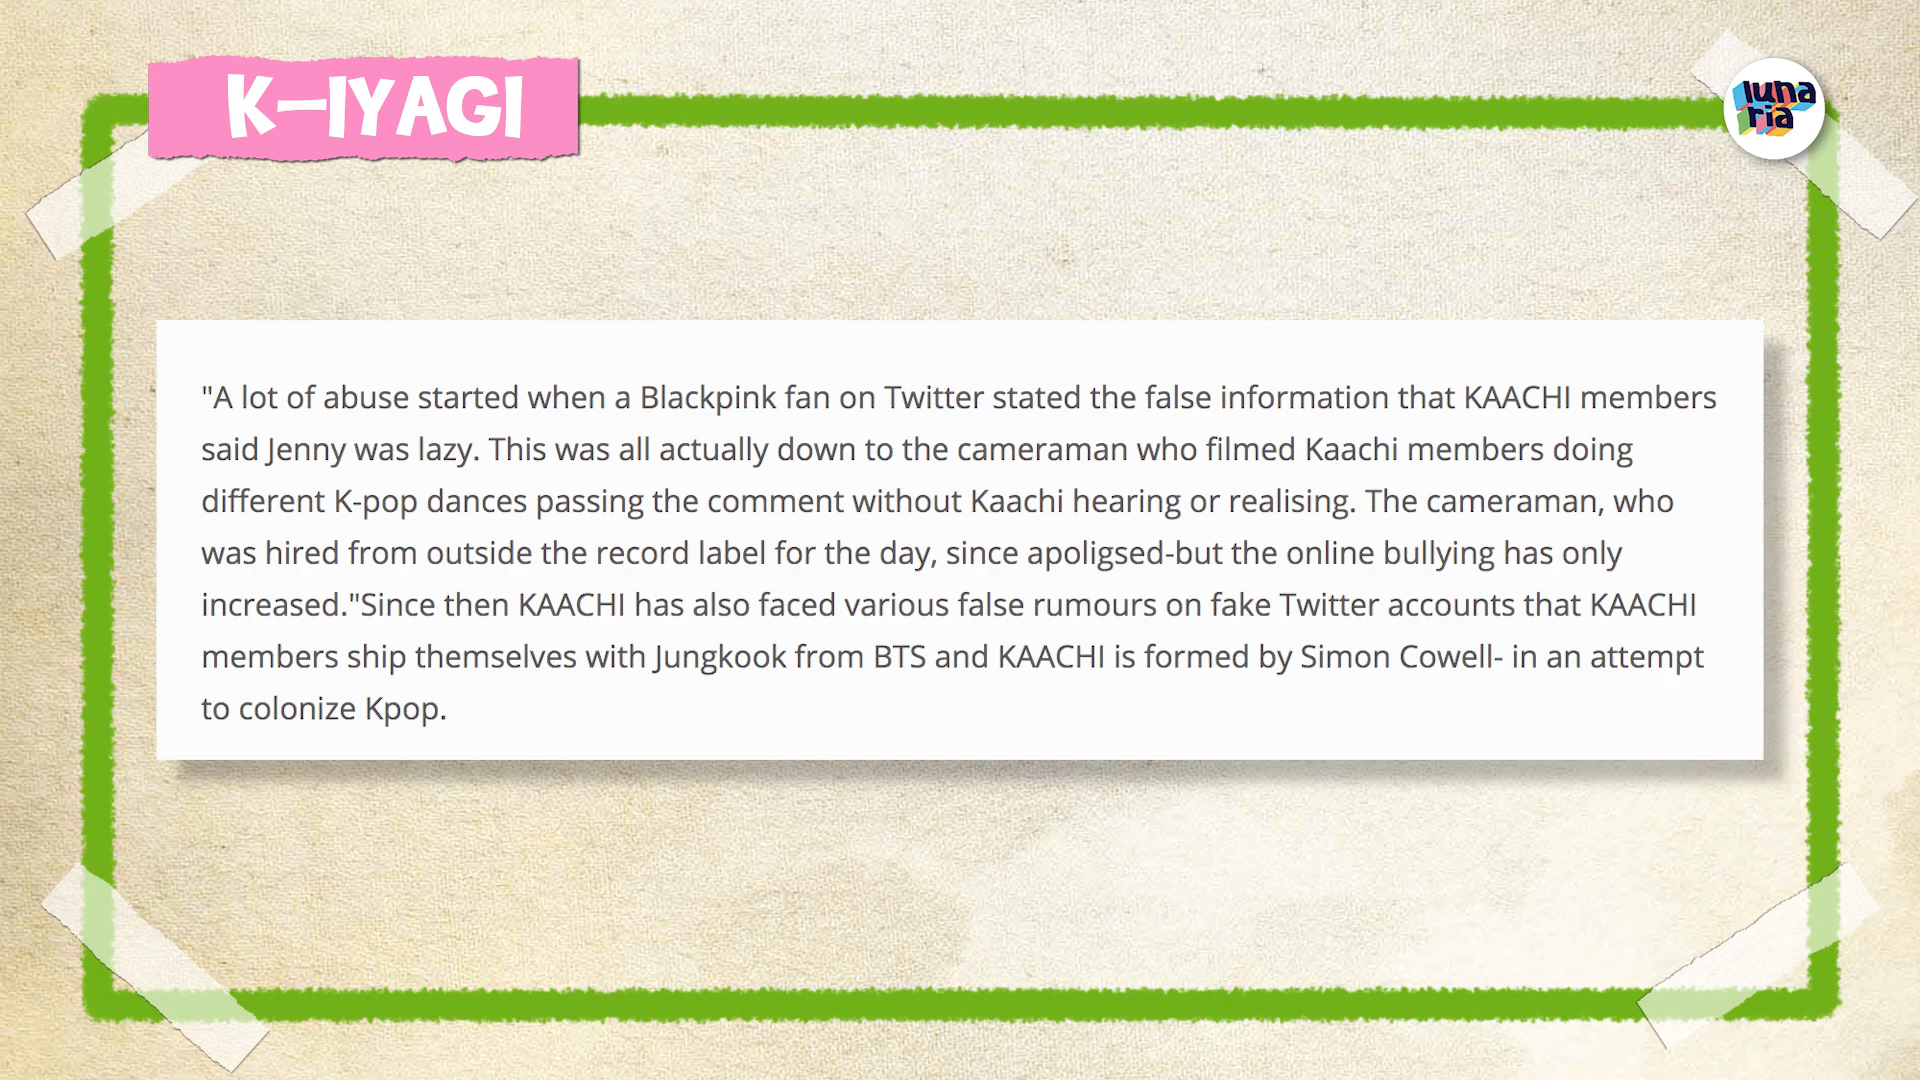 K-IYAGI
luna
ria
"A lot of abuse started when a Blackpink fan on Twitter stated the false information that KAACHI members
said Jenny was lazy. This was all actually down to the cameraman who filmed Kaachi members doing
different K-pop dances passing the comment without Kaachi hearing or realising. The cameraman, who
was hired from outside the record label for the day, since apoligsed-but the online bullying has only
increased."Since then KAACHI has also faced various false rumours on fake Twitter accounts that KAACHI
members ship themselves with Jungkook from BTS and KAACHI is formed by Simon Cowell- in an attempt
to colonize Kpop.